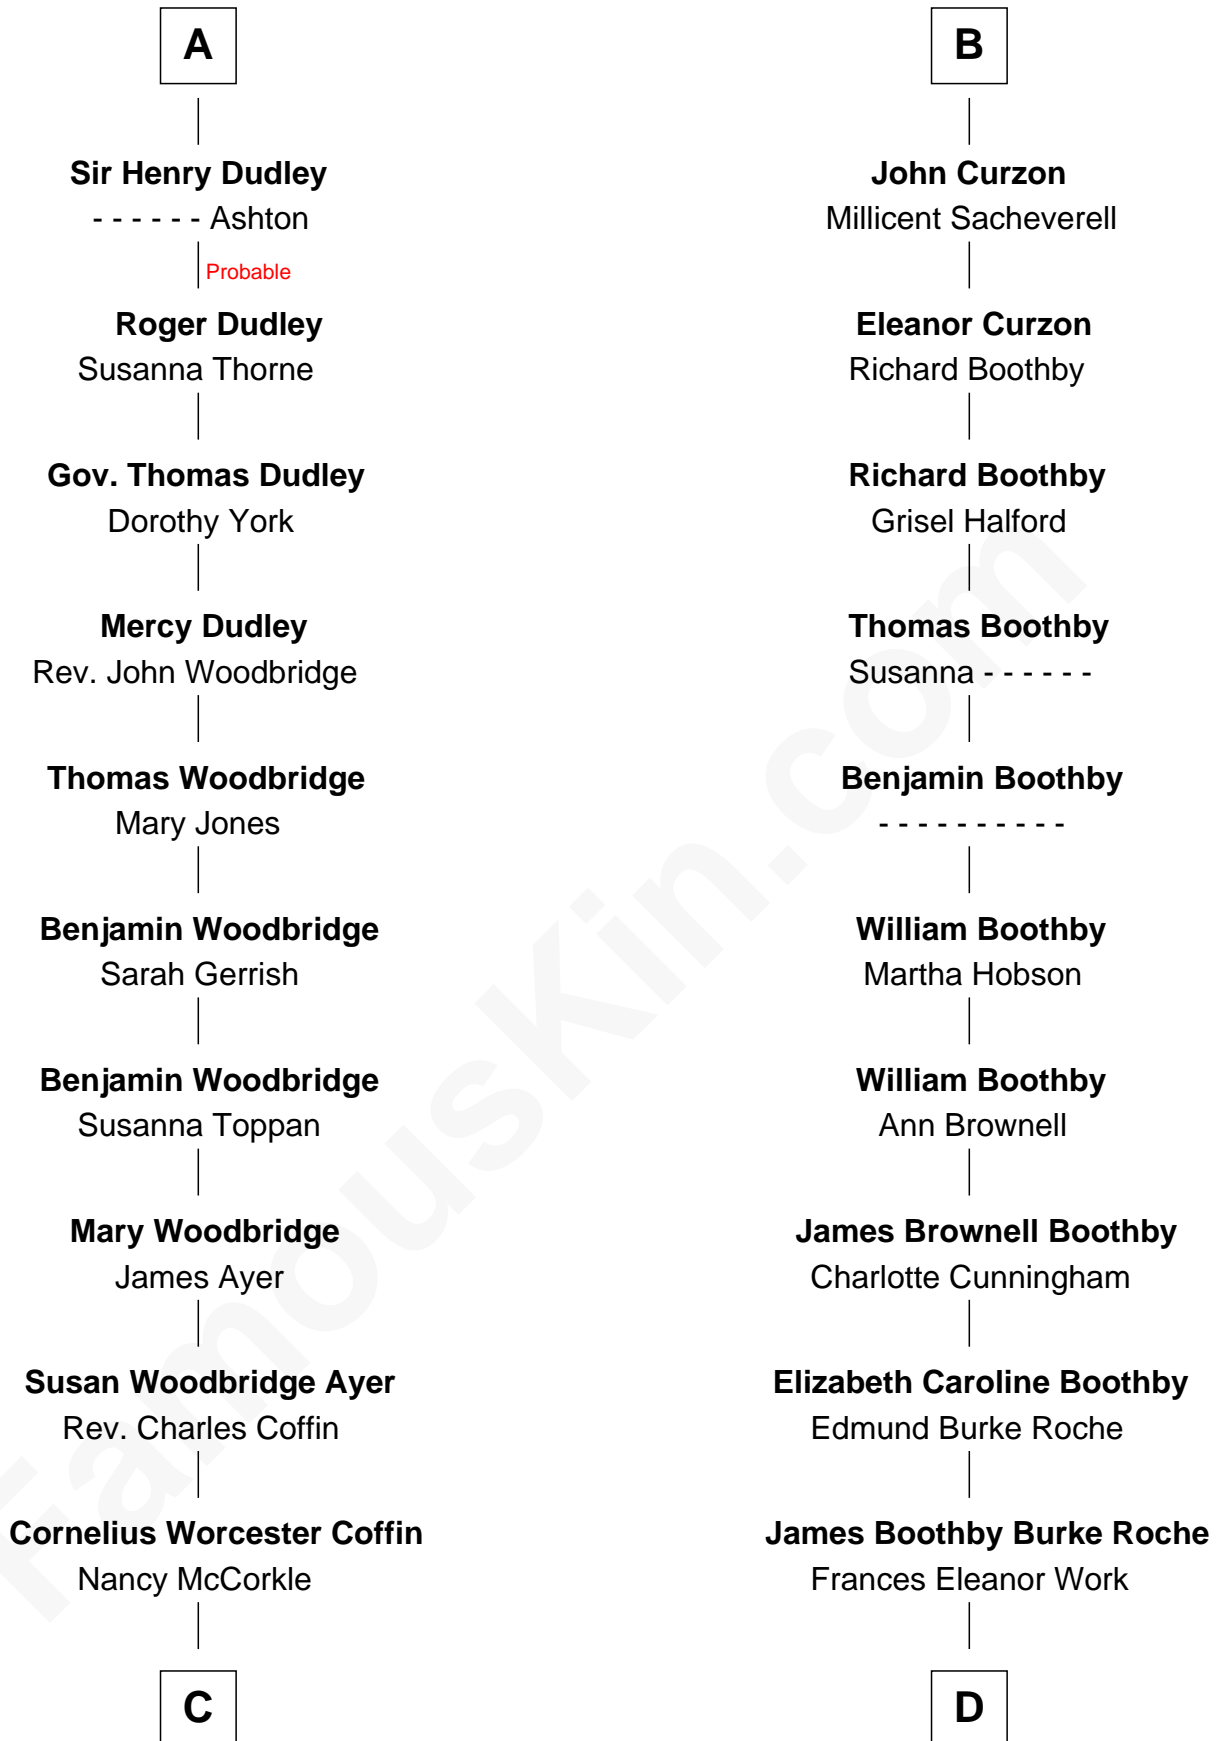 A
Sir Henry Dudley
- - - - - - Ashton
Probable
Roger Dudley
Susanna Thorne
Gov. Thomas Dudley
Dorothy York
Mercy Dudley
Rev. John Woodbridge
Thomas Woodbridge
Mary Jones
Benjamin Woodbridge
Sarah Gerrish
Benjamin Woodbridge
Susanna Toppan
Mary Woodbridge
James Ayer
Susan Woodbridge Ayer
Rev. Charles Coffin
Cornelius Worcester Coffin
Nancy McCorkle
C
B
John Curzon
Millicent Sacheverell
Eleanor Curzon
Richard Boothby
Richard Boothby
Grisel Halford
Thomas Boothby
Susanna - - - - - -
Benjamin Boothby
- - - - - - - - - -
William Boothby
Martha Hobson
William Boothby
Ann Brownell
James Brownell Boothby
Charlotte Cunningham
Elizabeth Caroline Boothby
Edmund Burke Roche
James Boothby Burke Roche
Frances Eleanor Work
D
FamousKin.com